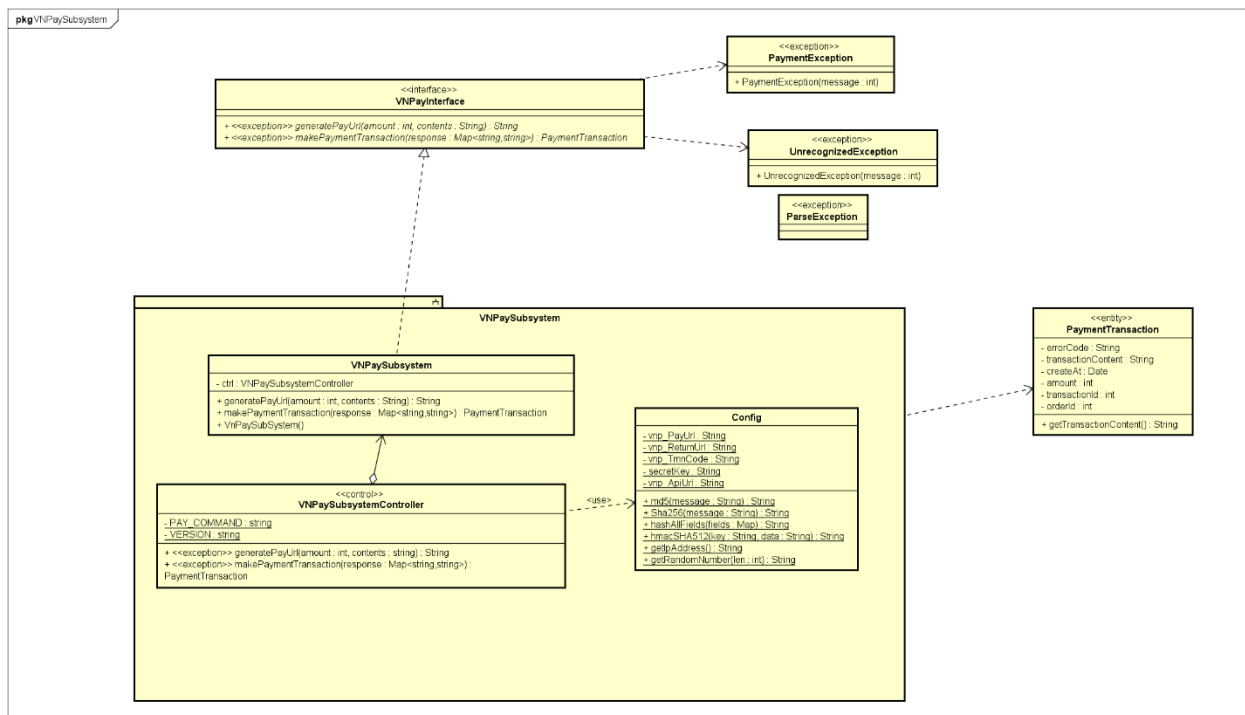 pkg VNPaySubsystem
<<exception>>
PaymentException
+ PaymentException(message : int)
<<interface>>
VNPayInterface
+ <<exception>> generatePayUrl(amount : int, contents : String) : String
+ <<exception>> makePaymentTransaction(response : Map<string,string>) : PaymentTransaction
<<exception>>
UnrecognizedException
+ UnrecognizedException(message : int)
<<exception>>
ParseException
VNPaySubsystem
VNPaySubsystem
- ctrl : VNPaySubsystemController
+ generatePayUrl(amount : int, contents : String) : String
+ makePaymentTransaction(response : Map<string,string>) : PaymentTransaction
+ VnPaySubSystem()
<<control>>
VNPaySubsystemController
- PAY_COMMAND : string
- VERSION : string
+ <<exception>> generatePayUrl(amount : int, contents : string) : String
+ <<exception>> makePaymentTransaction(response : Map<string,string>) :
PaymentTransaction
<use>
Config
- vnp_PayUrl : String
- vnp_ReturnUrl : String
- vnp_TmnCode : String
- secretKey : String
- vnp_ApiUrl : String
+ md5(message : String) : String
+ Sha256(message : String) : String
+ hashAllFields(fields : Map) : String
+ hmacSHA512(key : String, data : String) : String
+ getIpAddress() : String
+ getRandomNumber(len : int) : String
<<entity>>
PaymentTransaction
- errorCode : String
- transactionContent : String
- createAt : Date
- amount : int
- transactionId : int
- orderId : int
+ getTransactionContent() : String